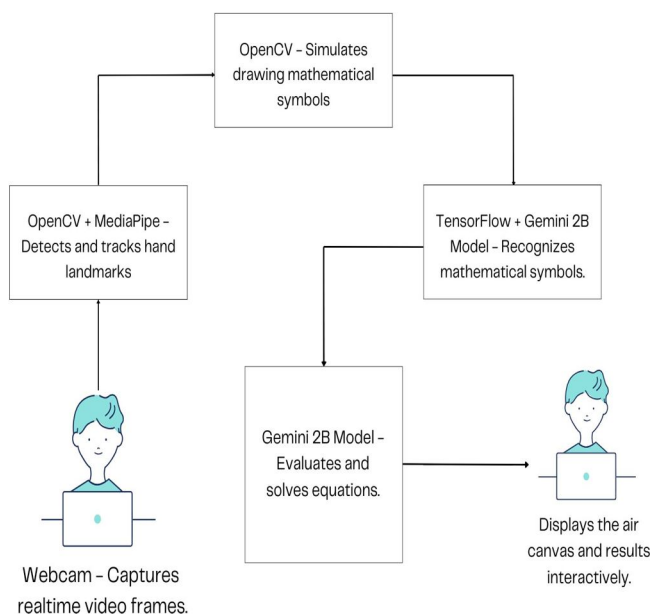 OpenCV – Simulates
drawing mathematical
symbols
OpenCV + MediaPipe –
Detects and tracks hand
landmarks
TensorFlow + Gemini 2B
Model – Recognizes
mathematical symbols.
Gemini 2B Model –
Evaluates and
solves equations.
Webcam – Captures
realtime video frames.
Displays the air
canvas and results
interactively.